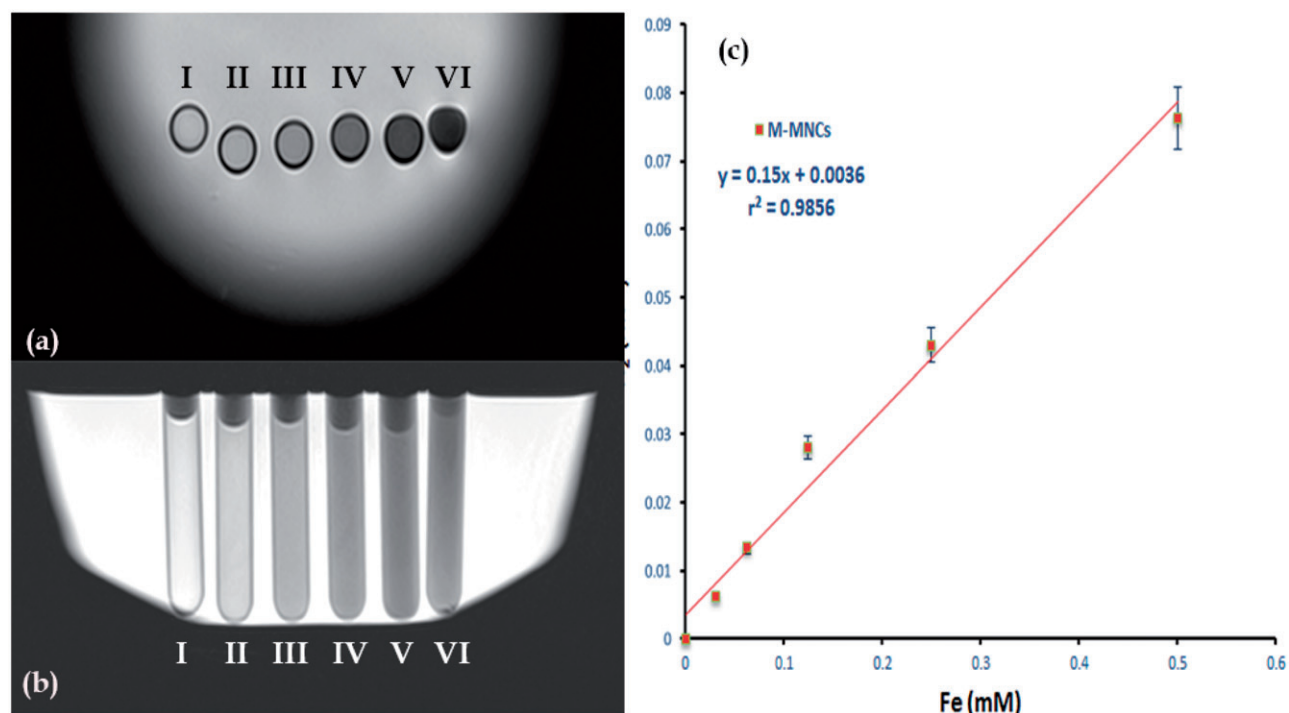 I II III IV V VI
(a)
I II III IV V VI
(b)
(c)
M-MNCs
y = 0.15x + 0.0036
r² = 0.9856
0.09
0.08
0.07
0.06
0.05
0.04
0.03
0.02
0.01
0
0 0.1 0.2 0.3 0.4 0.5 0.6
Fe (mM)